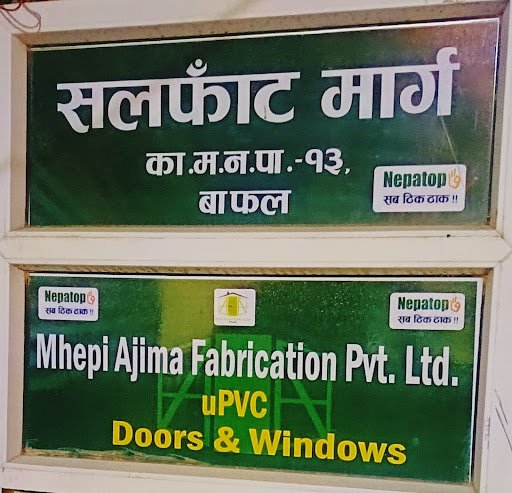 सलफाँट मार्ग
का.म.न.पा.-१३,
बाफल
Nepatop
सब ठिक ठाक !!
Nepatop
सब ठिक ठाक !!
Nepatop
सब ठिक ठाक !!
Mhepi Ajima Fabrication Pvt. Ltd.
uPVC
Doors & Windows